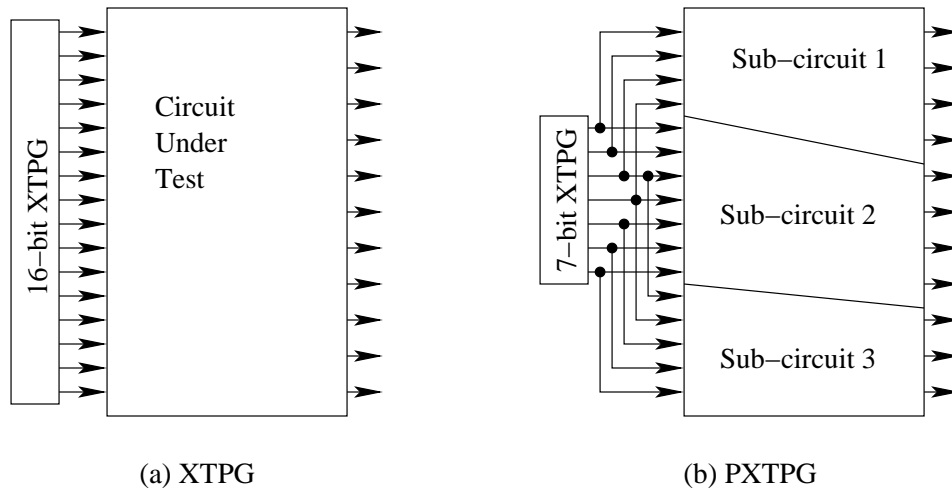 16−bit XTPG
Circuit
Under
Test
(a) XTPG
7−bit XTPG
Sub−circuit 1
Sub−circuit 2
Sub−circuit 3
(b) PXTPG